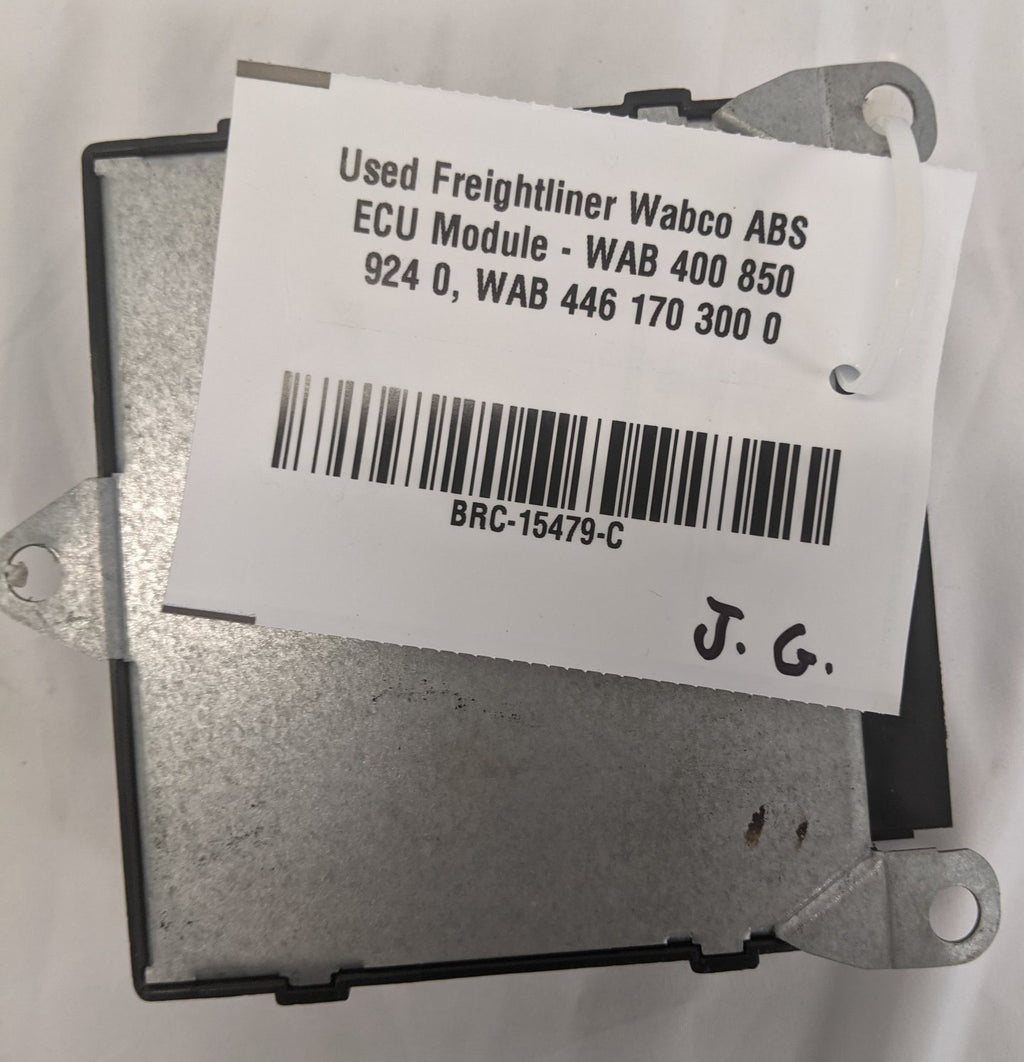 Used Freightliner Wabco ABS
ECU Module - WAB 400 850
924 0, WAB 446 170 300 0
BRC-15479-C
J. G.